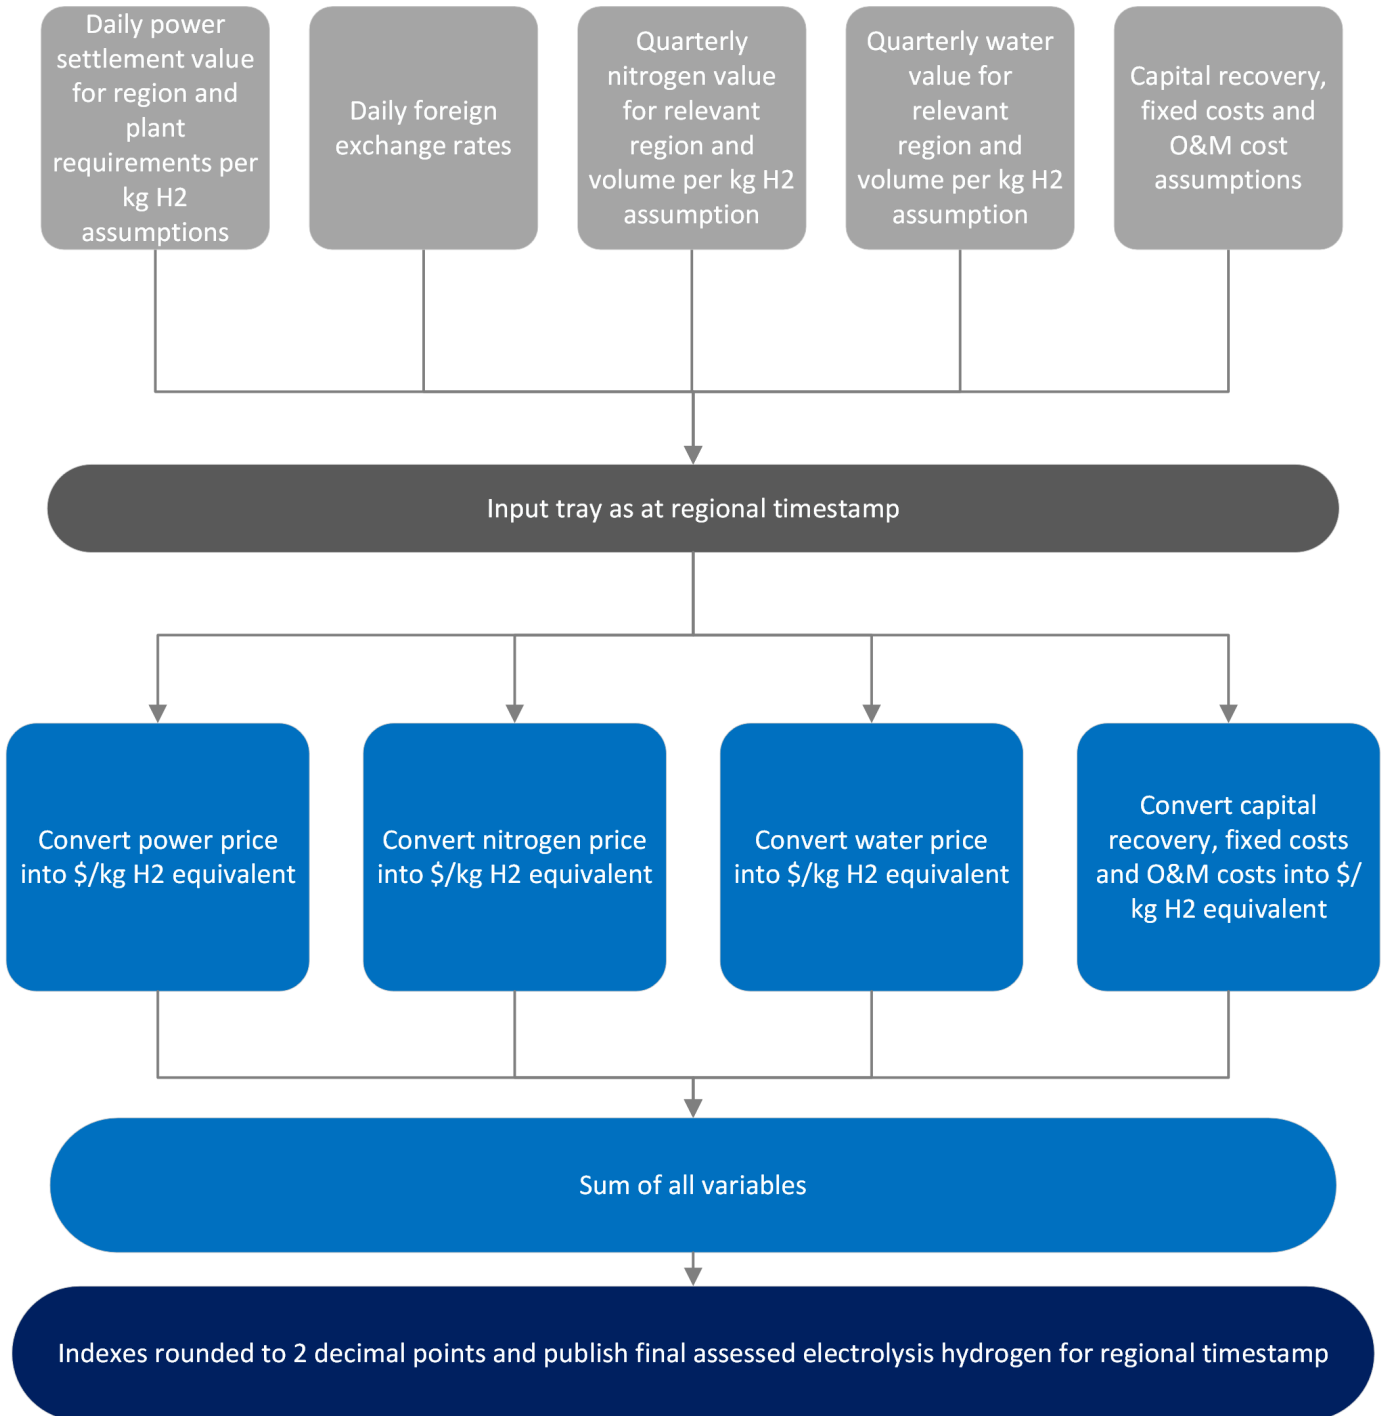 Daily power
settlement value
for region and
plant
requirements per
kg H2
assumptions
Daily foreign
exchange rates
Quarterly
nitrogen value
for relevant
region and
volume per kg H2
assumption
Quarterly water
value for
relevant
region and
volume per kg H2
assumption
Capital recovery,
fixed costs and
O&M cost
assumptions
Input tray as at regional timestamp
Convert power price
into $/kg H2 equivalent
Convert nitrogen price
into $/kg H2 equivalent
Convert water price
into $/kg H2 equivalent
Convert capital
recovery, fixed costs
and O&M costs into $/
kg H2 equivalent
Sum of all variables
Indexes rounded to 2 decimal points and publish final assessed electrolysis hydrogen for regional timestamp